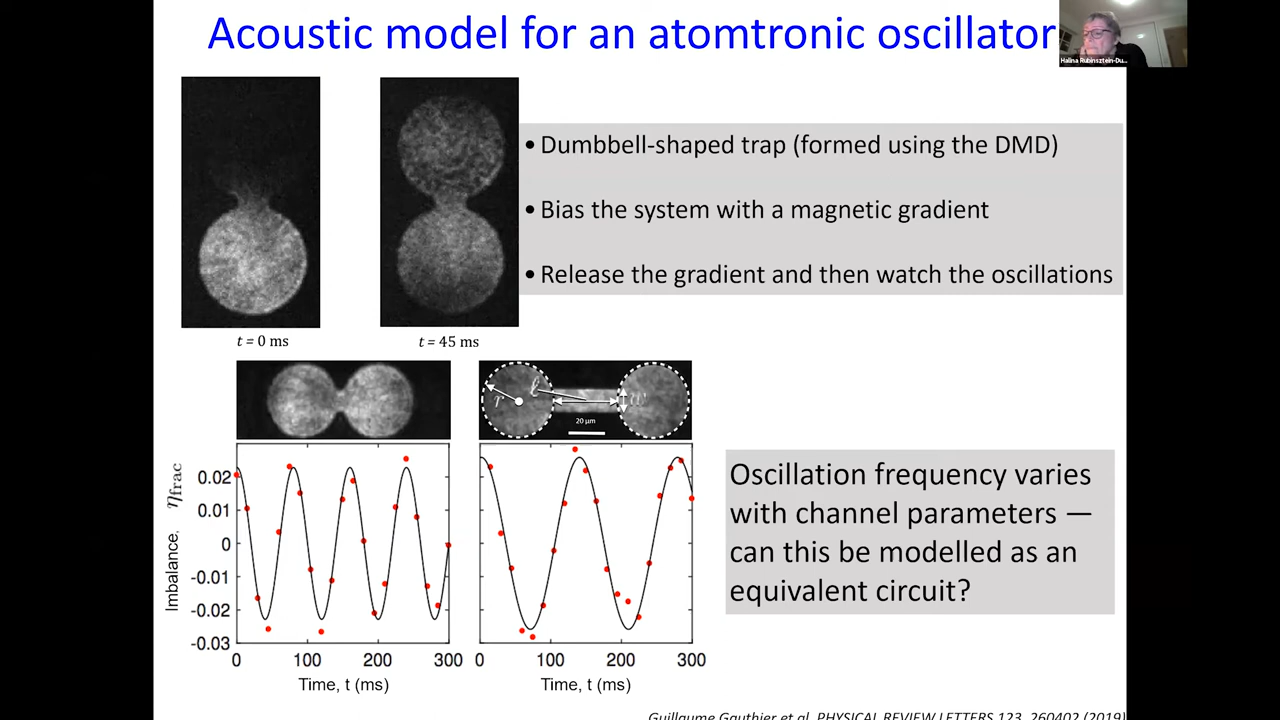 Acoustic model for an atomtronic oscillator
Halina Rubinsztein-Du...
• Dumbbell-shaped trap (formed using the DMD)
• Bias the system with a magnetic gradient
• Release the gradient and then watch the oscillations
t = 0 ms
t = 45 ms
r
ℓ
w
20 μm
Imbalance, η_frac
0.02
0.01
0
-0.01
-0.02
-0.03
0 100 200 300
Time, t (ms)
0 100 200 300
Time, t (ms)
Oscillation frequency varies
with channel parameters —
can this be modelled as an
equivalent circuit?
Guillaume Gauthier et al, PHYSICAL REVIEW LETTERS 123, 260402 (2019)